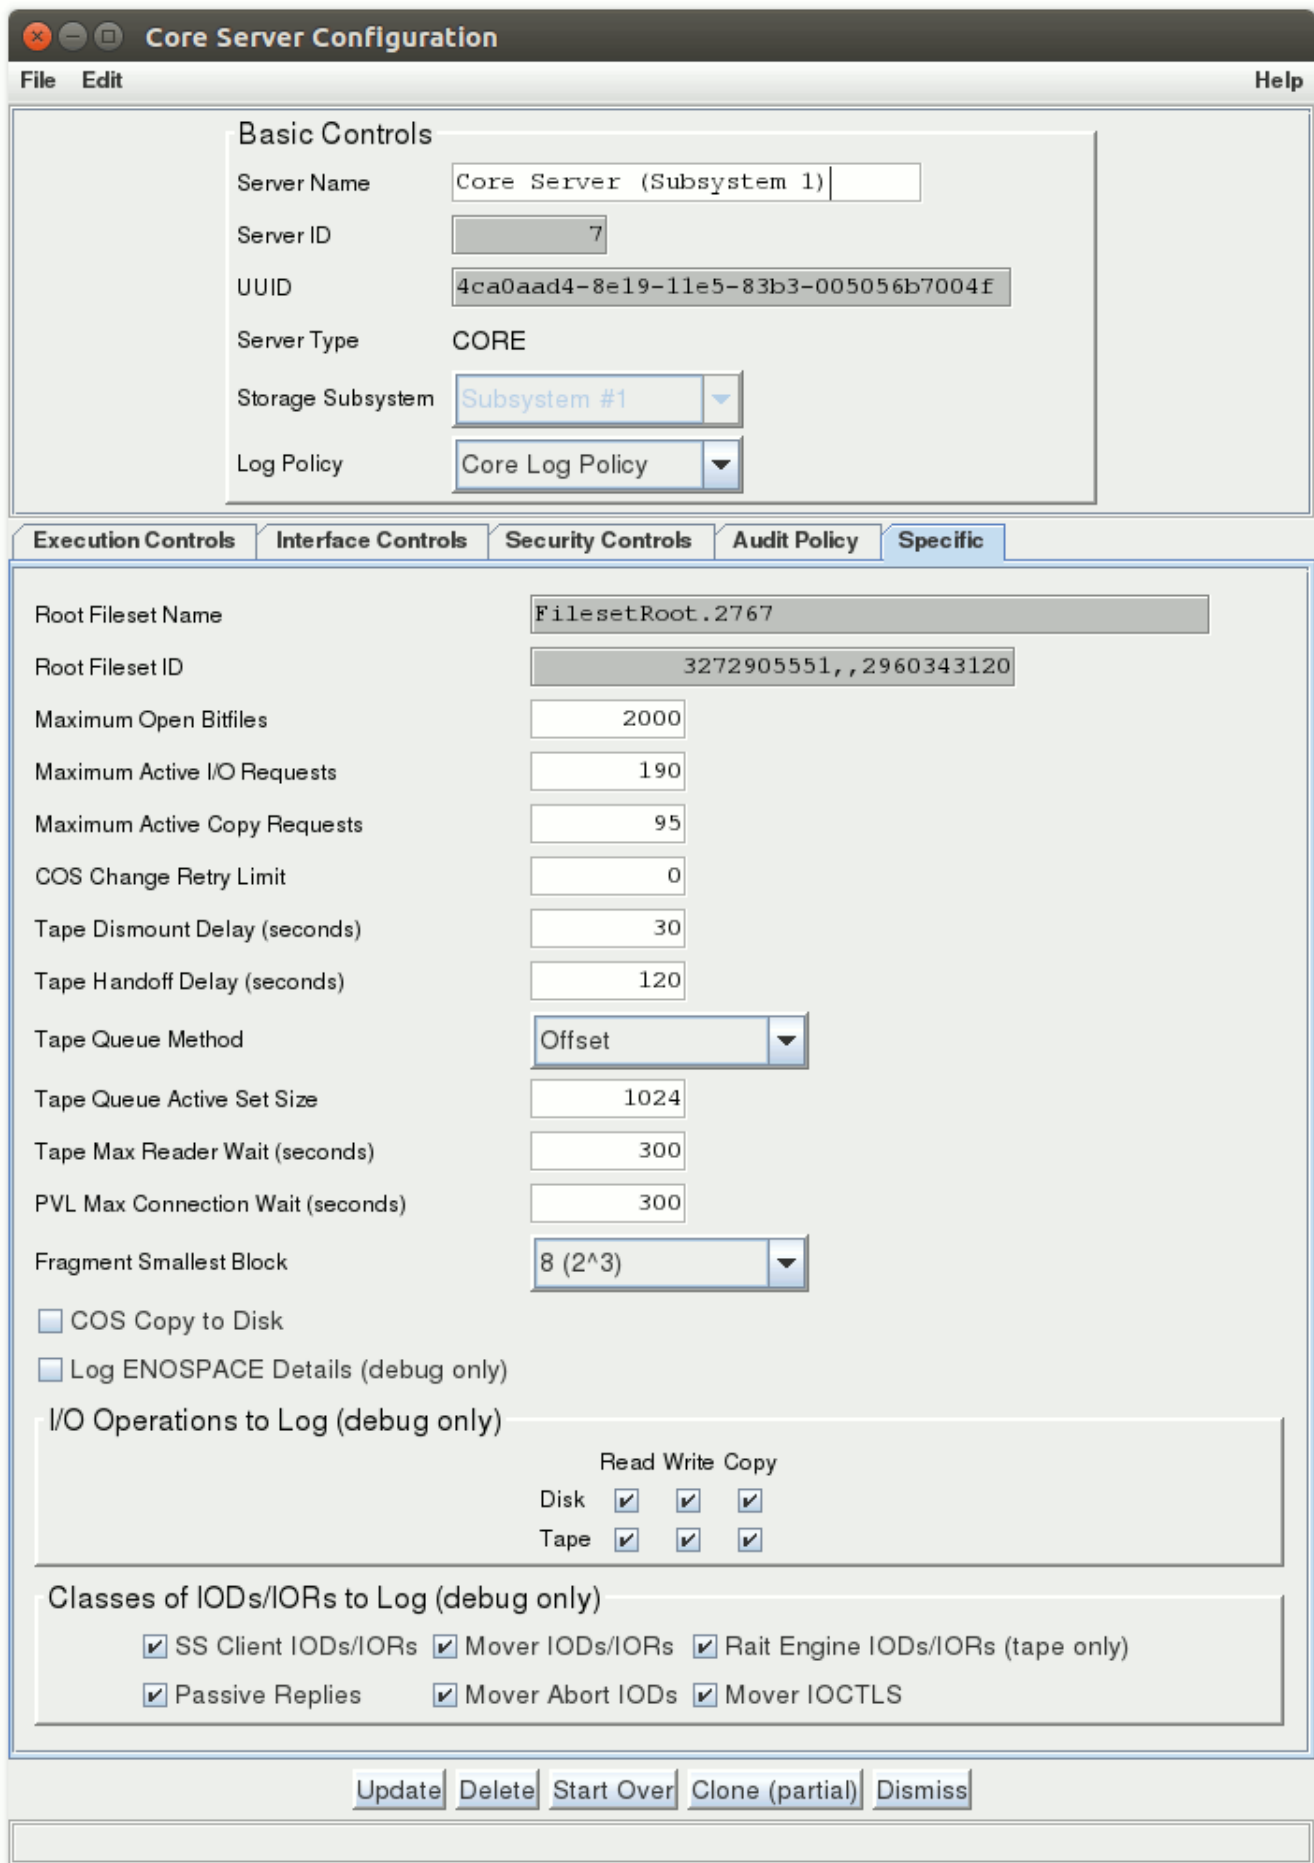 Core Server Configuration
File Edit Help
Basic Controls
Server Name Core Server (Subsystem 1)
Server ID 7
UUID 4ca0aad4-8e19-11e5-83b3-005056b7004f
Server Type CORE
Storage Subsystem Subsystem #1
Log Policy Core Log Policy
Execution Controls Interface Controls Security Controls Audit Policy Specific
Root Fileset Name FilesetRoot.2767
Root Fileset ID 3272905551,,2960343120
Maximum Open Bitfiles 2000
Maximum Active I/O Requests 190
Maximum Active Copy Requests 95
COS Change Retry Limit 0
Tape Dismount Delay (seconds) 30
Tape Handoff Delay (seconds) 120
Tape Queue Method Offset
Tape Queue Active Set Size 1024
Tape Max Reader Wait (seconds) 300
PVL Max Connection Wait (seconds) 300
Fragment Smallest Block 8 (2^3)
COS Copy to Disk
Log ENOSPACE Details (debug only)
I/O Operations to Log (debug only)
Read Write Copy
Disk
Tape
Classes of IODs/IORs to Log (debug only)
SS Client IODs/IORs Mover IODs/IORs Rait Engine IODs/IORs (tape only)
Passive Replies Mover Abort IODs Mover IOCTLS
Update Delete Start Over Clone (partial) Dismiss